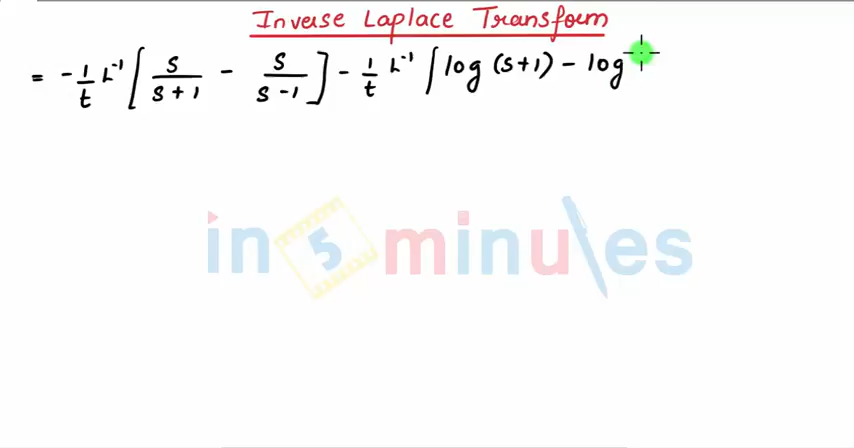 Inverse Laplace Transform
= -1/t L⁻¹ [ s/(s+1) - s/(s-1) ] - 1/t L⁻¹ [ log (s+1) - log
in 5 minutes